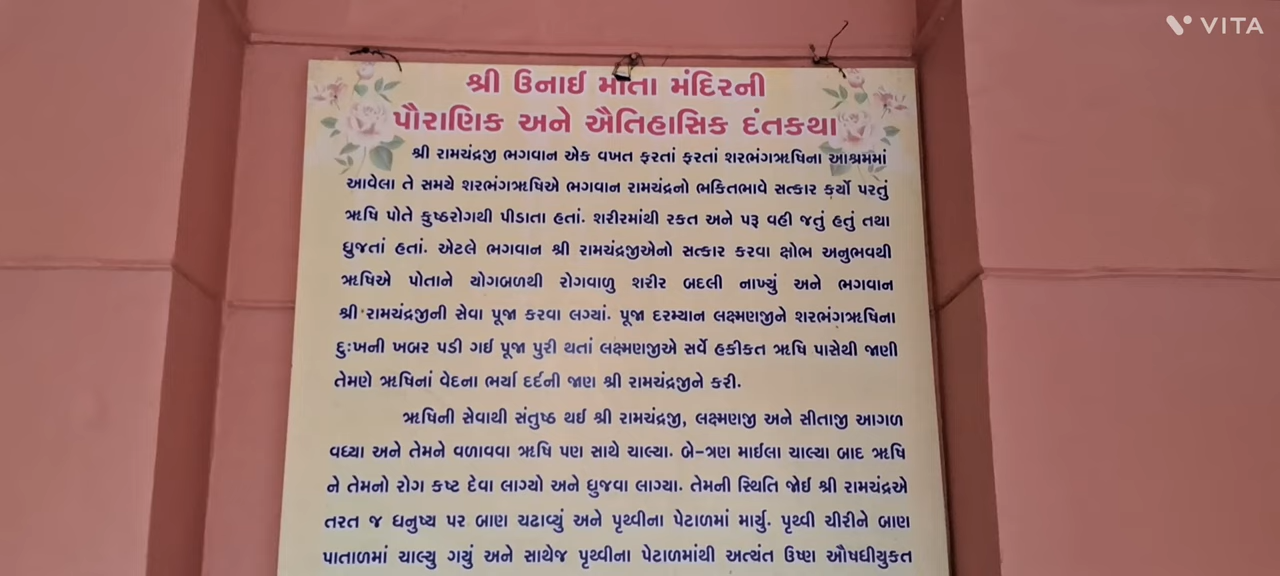 VITA
શ્રી ઉનાઈ માતા મંદિરની
પૌરાણિક અને ઐતિહાસિક દંતકથા
શ્રી રામચંદ્રજી ભગવાન એક વખત ફરતાં ફરતાં શરભંગઋષિના આશ્રમમાં
આવેલા તે સમયે શરભંગઋષિએ ભગવાન રામચંદ્રનો ભકિતભાવે સત્કાર કર્યો પરતું
ઋષિ પોતે કુષ્ઠરોગથી પીડાતા હતાં. શરીરમાંથી રકત અને પરૂ વહી જતું હતું તથા
ધ્રુજતાં હતાં. એટલે ભગવાન શ્રી રામચંદ્રજીએનો સત્કાર કરવા ક્ષોભ અનુભવથી
ઋષિએ પોતાને યોગબળથી રોગવાળુ શરીર બદલી નાખ્યું અને ભગવાન
શ્રી રામચંદ્રજીની સેવા પૂજા કરવા લગ્યાં. પૂજા દરમ્યાન લક્ષ્મણજીને શરભંગઋષિના
દુઃખની ખબર પડી ગઈ પૂજા પુરી થતાં લક્ષ્મણજીએ સર્વે હકીકત ઋષિ પાસેથી જાણી
તેમણે ઋષિનાં વેદના ભર્યા દર્દની જાણ શ્રી રામચંદ્રજીને કરી.
ઋષિની સેવાથી સંતુષ્ઠ થઈ શ્રી રામચંદ્રજી, લક્ષ્મણજી અને સીતાજી આગળ
વધ્યા અને તેમને વળાવવા ઋષિ પણ સાથે ચાલ્યા. બે-ત્રણ માઈલા ચાલ્યા બાદ ઋષિ
ને તેમનો રોગ કષ્ટ દેવા લાગ્યો અને ધ્રુજવા લાગ્યા. તેમની સ્થિતિ જોઈ શ્રી રામચંદ્રએ
તરત જ ધનુષ્ય પર બાણ ચઢાવ્યું અને પૃથ્વીના પેટાળમાં માર્યુ. પૃથ્વી ચીરીને બાણ
પાતાળમાં ચાલ્યુ ગયું અને સાથેજ પૃથ્વીના પેટાળમાંથી અત્યંત ઉષ્ણ ઔષધીયુકત